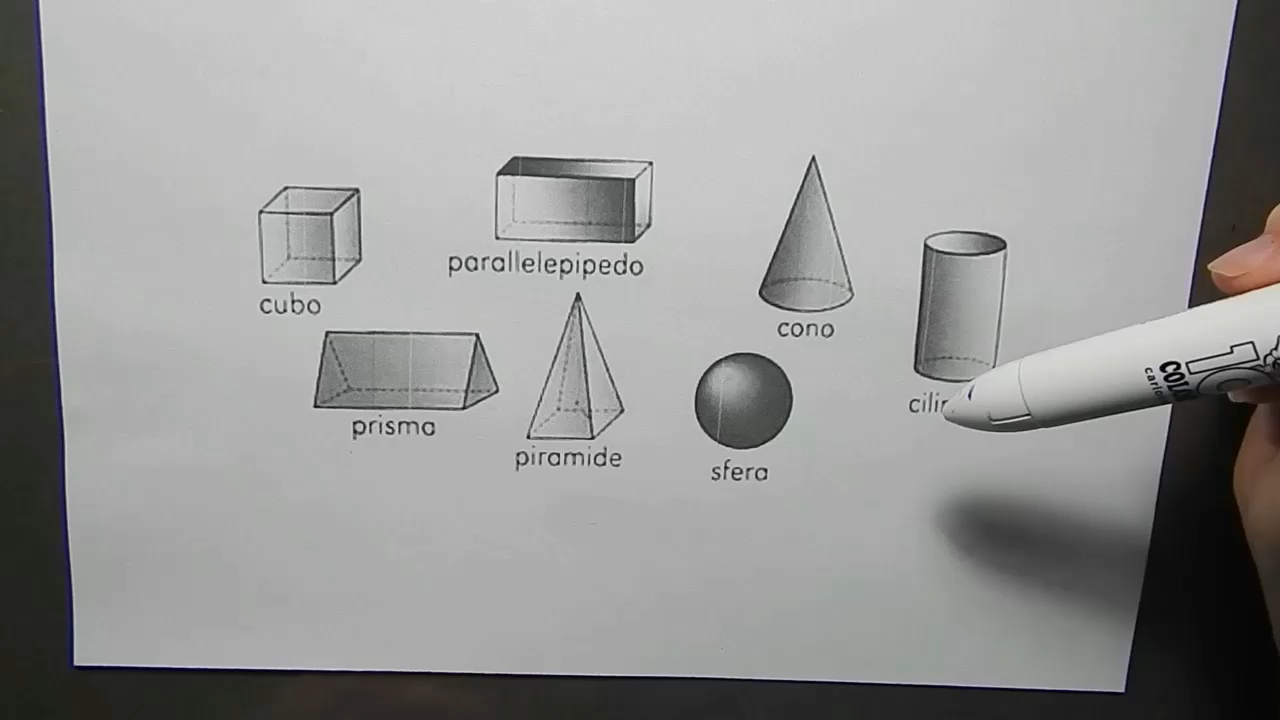 parallelepipedo
cubo
cono
prisma
piramide
sfera